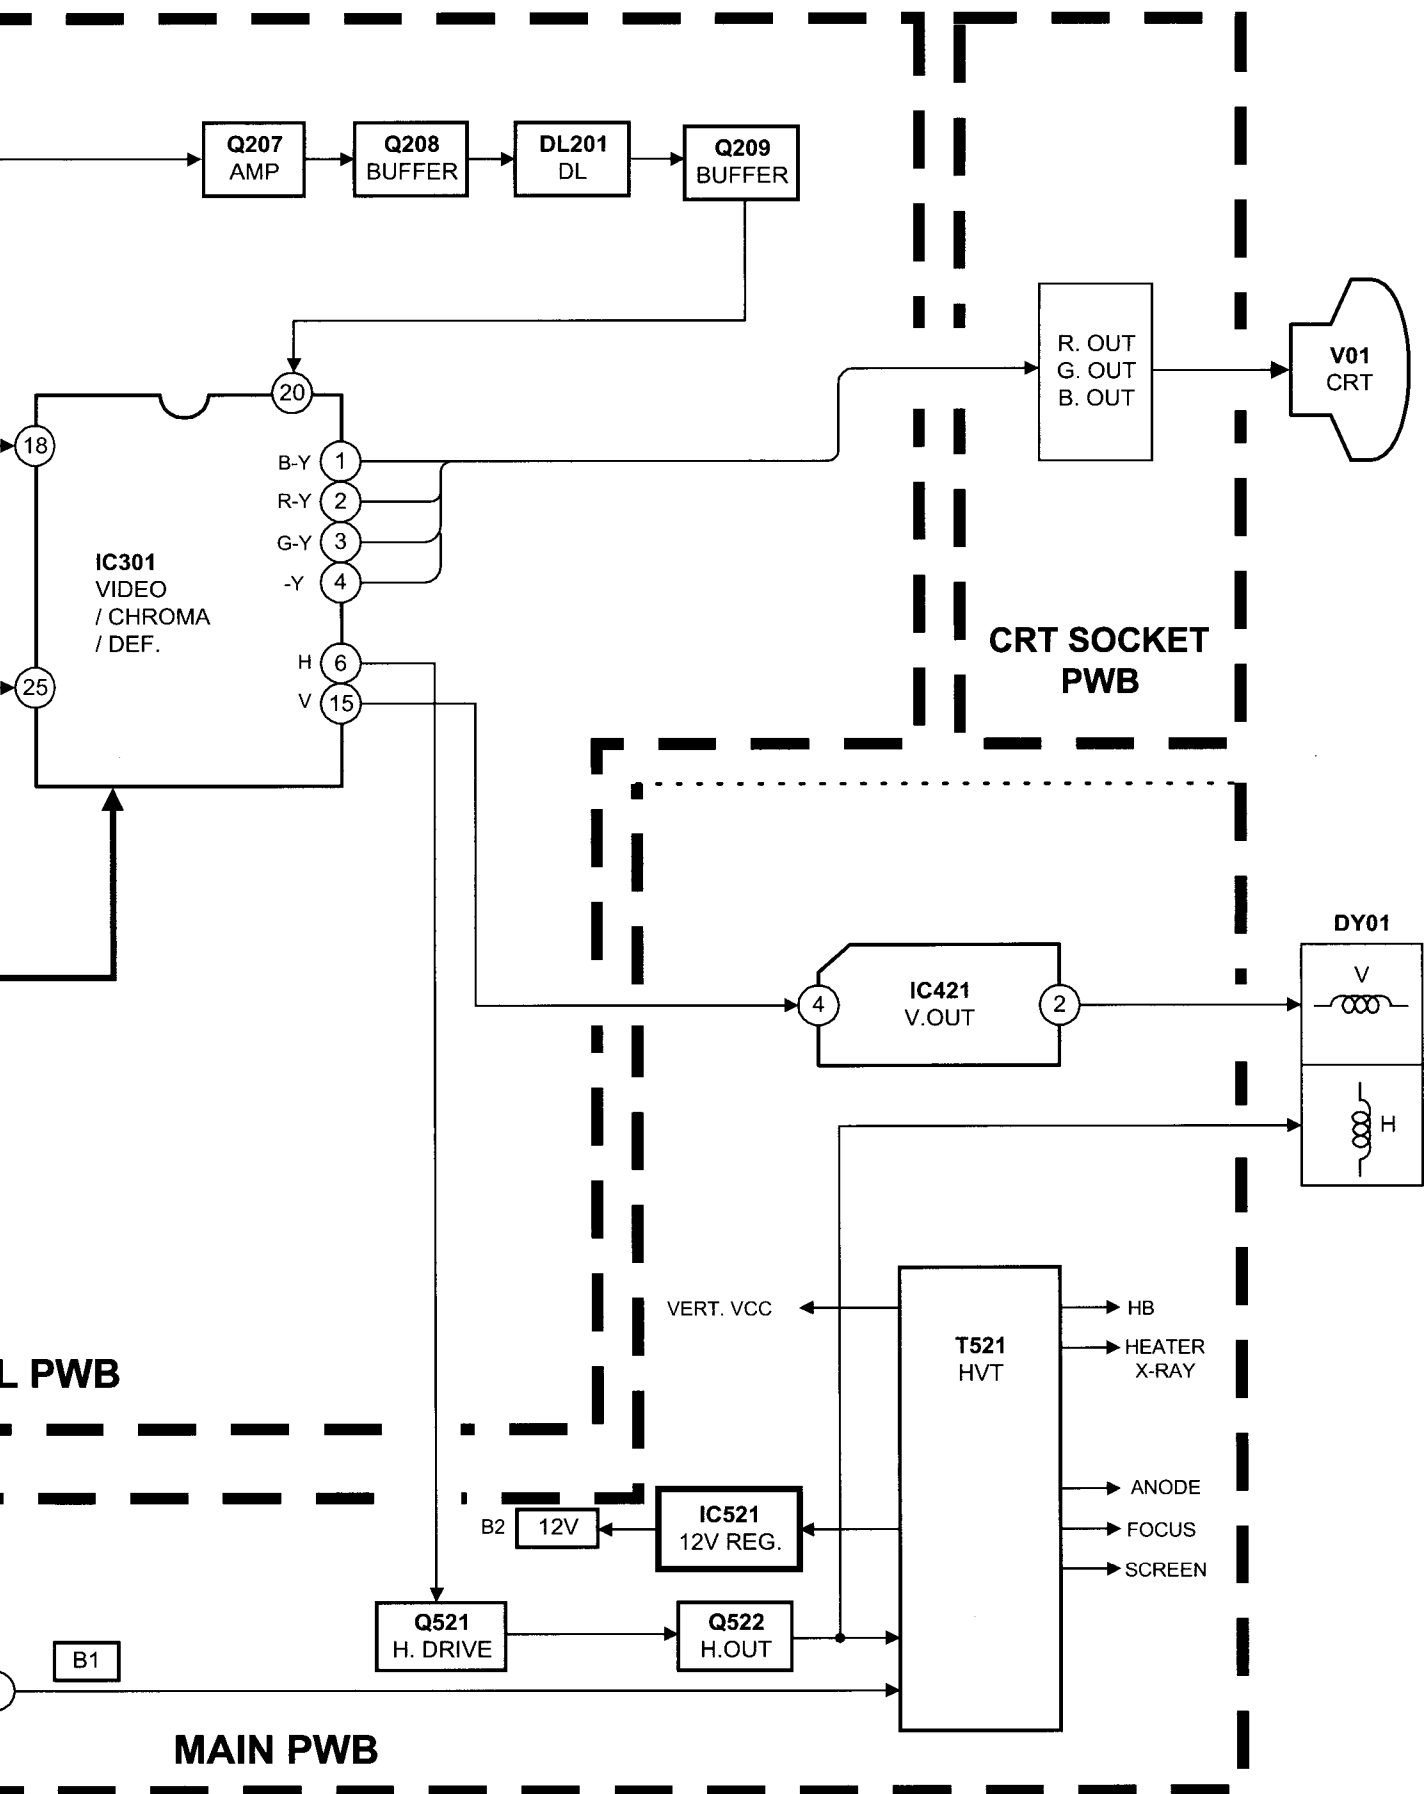 Q207
AMP
Q208
BUFFER
DL201
DL
Q209
BUFFER
R. OUT
G. OUT
B. OUT
V01
CRT
20
18
B-Y 1
R-Y 2
G-Y 3
-Y 4
IC301
VIDEO
/ CHROMA
/ DEF.
H 6
25
V 15
CRT SOCKET
PWB
DY01
V
4
IC421
V.OUT
2
H
VERT. VCC
T521
HVT
HB
HEATER
X-RAY
L PWB
ANODE
FOCUS
SCREEN
B2 12V
IC521
12V REG.
Q521
H. DRIVE
Q522
H.OUT
B1
MAIN PWB